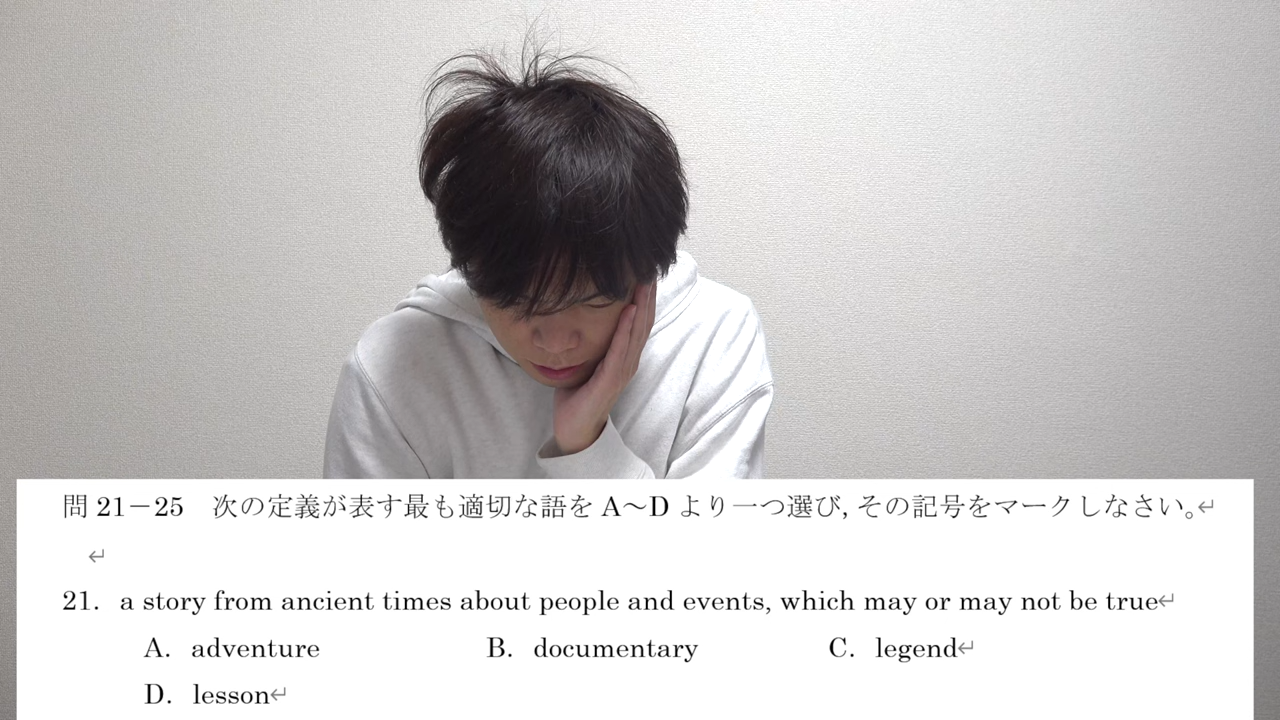 問 21－25　次の定義が表す最も適切な語を A～D より一つ選び, その記号をマークしなさい。↵
↵
21. a story from ancient times about people and events, which may or may not be true↵
A. adventure B. documentary C. legend↵
D. lesson↵